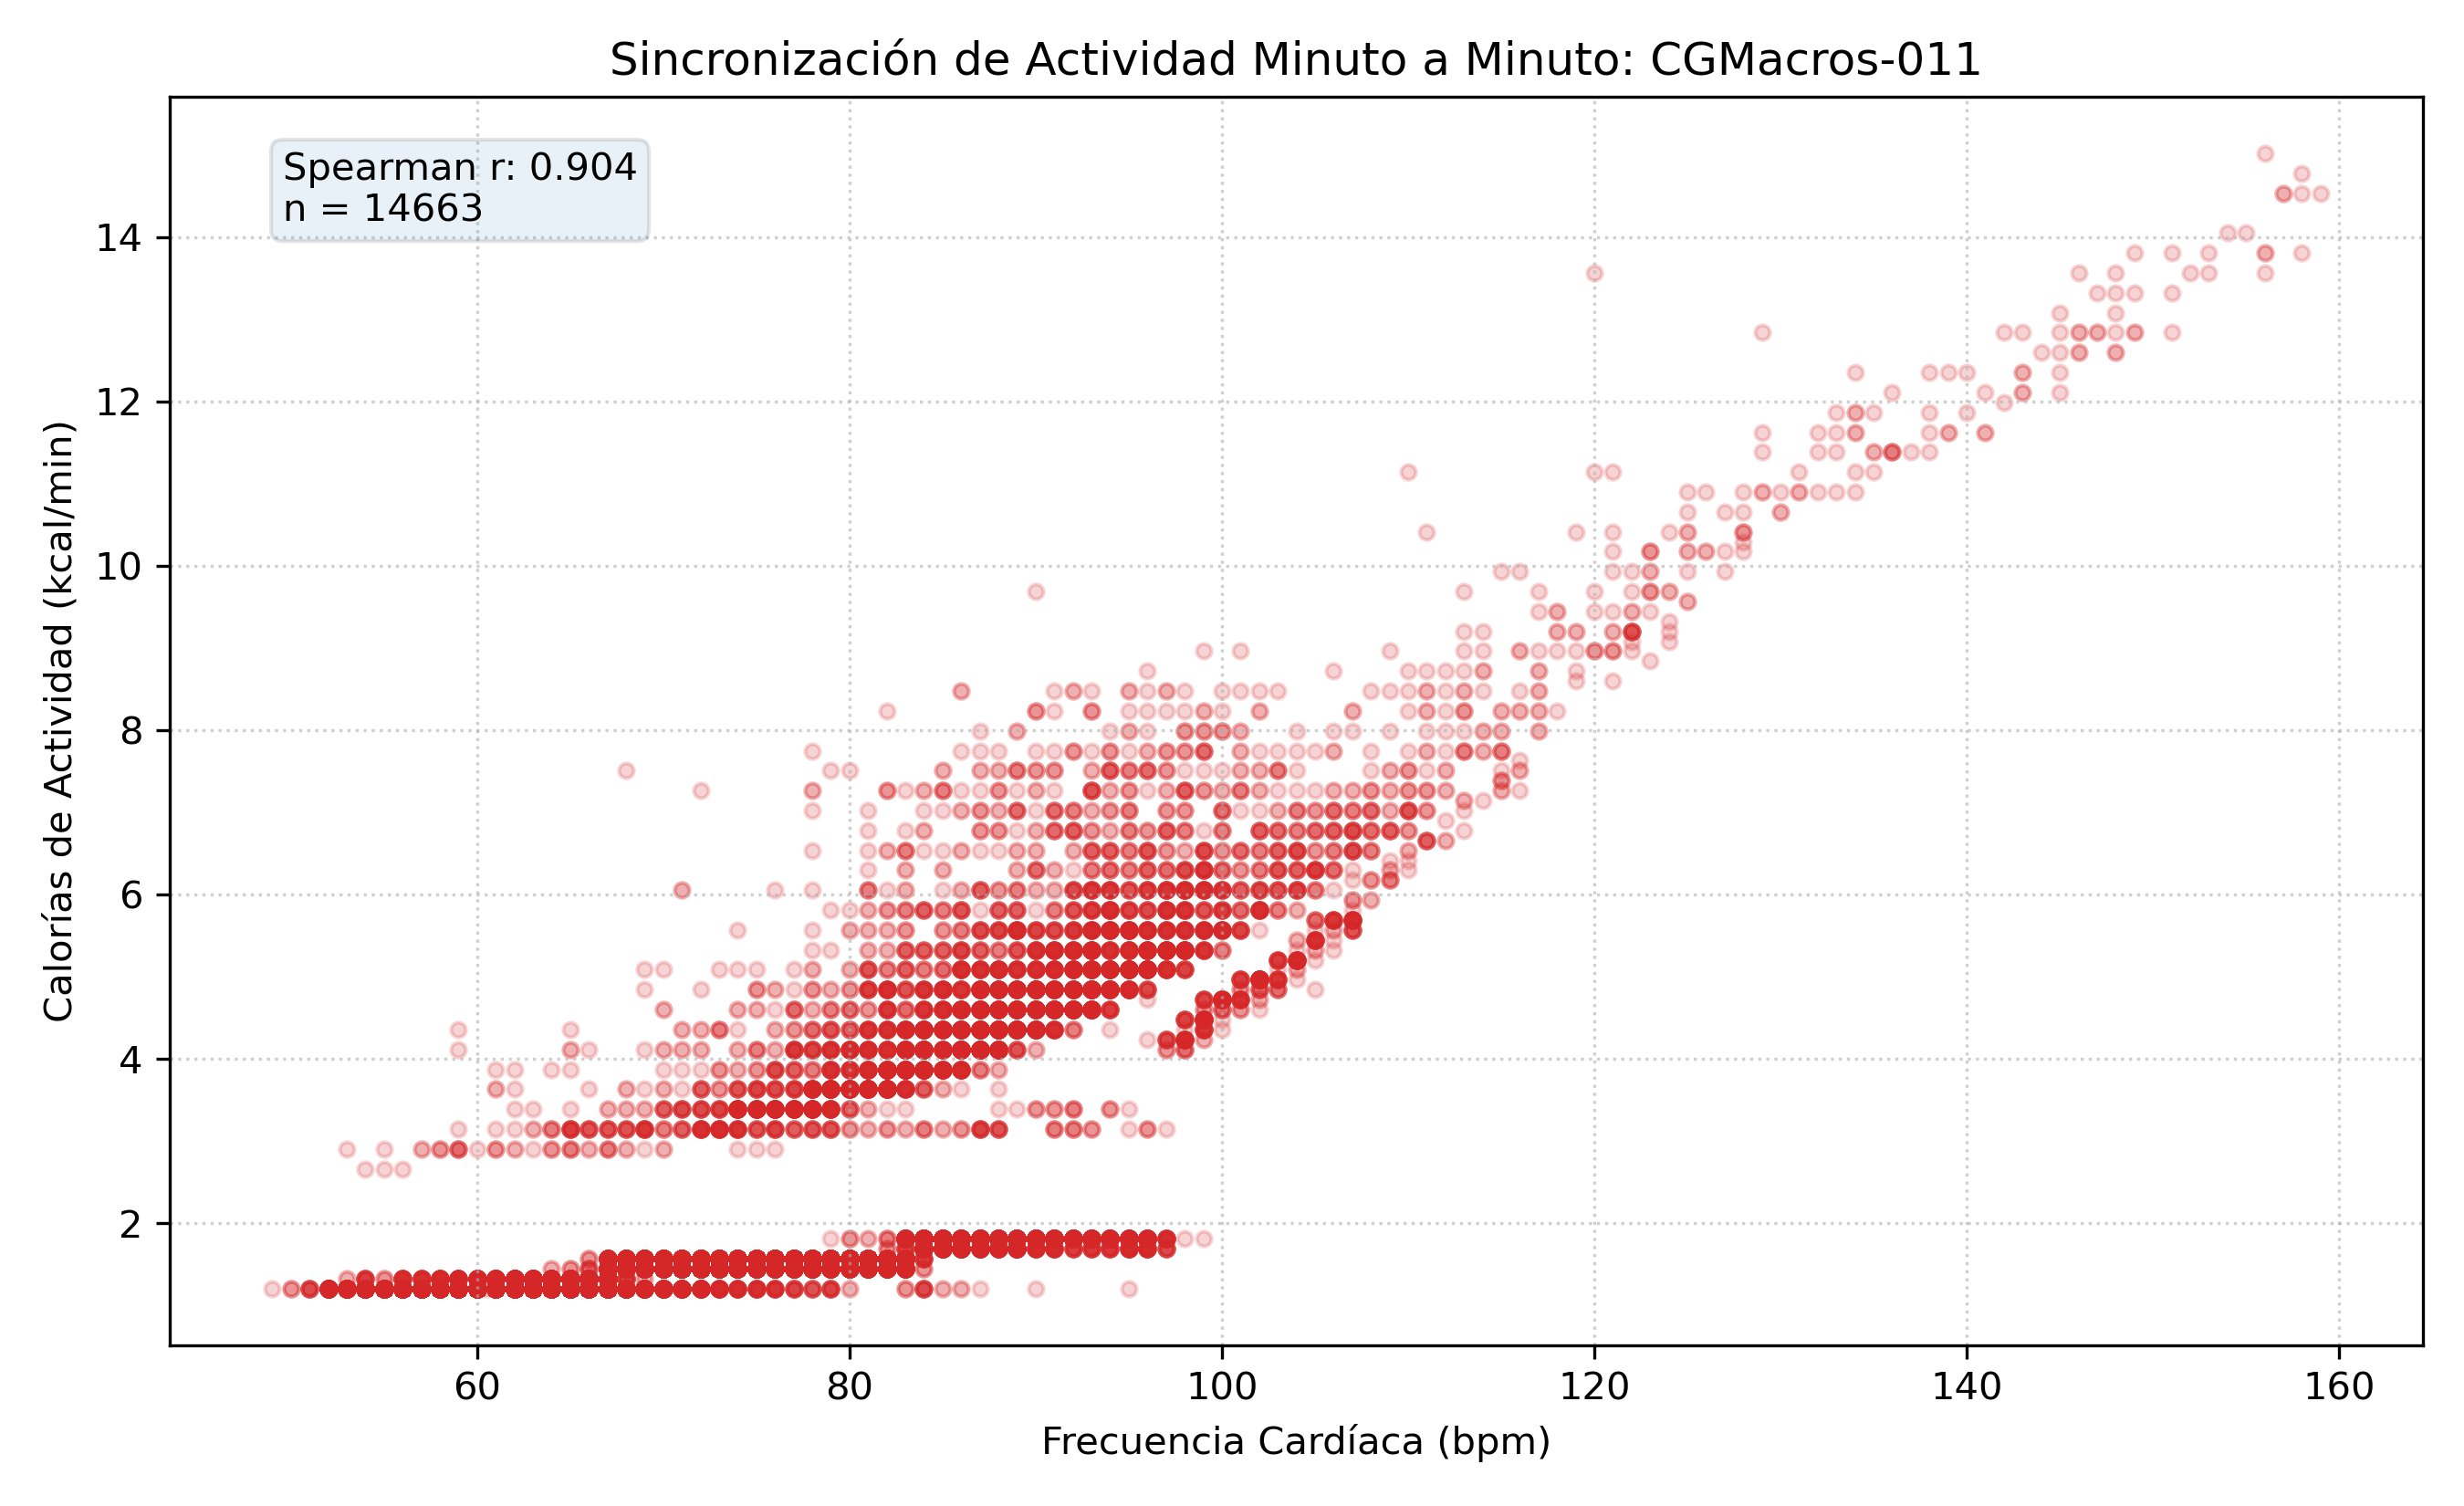 Sincronización de Actividad Minuto a Minuto: CGMacros-011
Spearman r: 0.904
n = 14663
Calorías de Actividad (kcal/min)
14
12
10
8
6
4
2
60 80 100 120 140 160
Frecuencia Cardíaca (bpm)